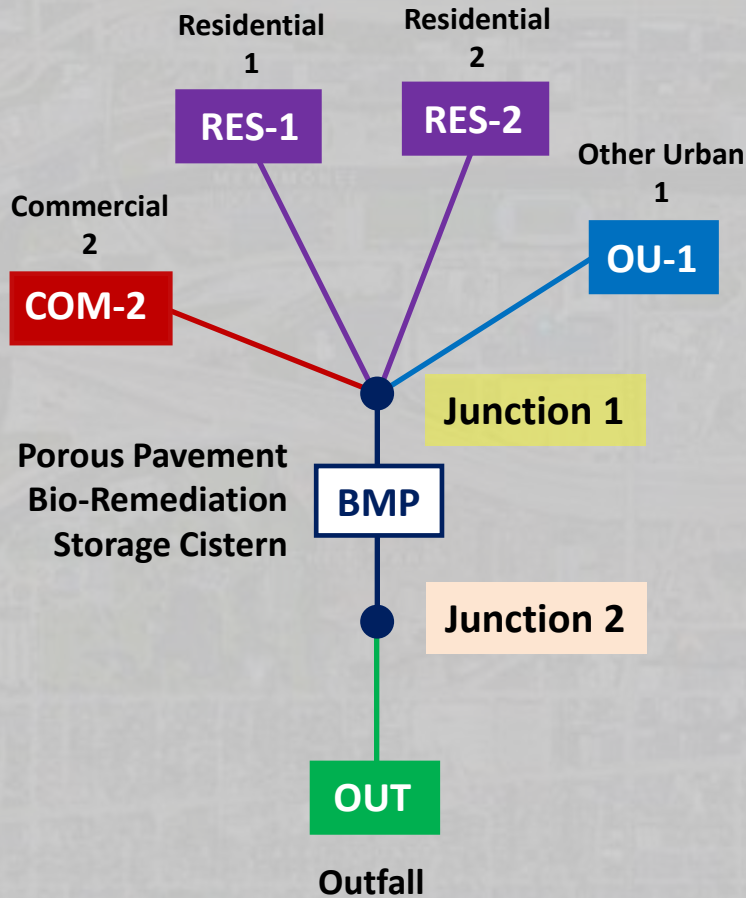 Residential
1
Residential
2
RES-1
RES-2
Other Urban
1
Commercial
2
OU-1
COM-2
Junction 1
Porous Pavement
Bio-Remediation
Storage Cistern
BMP
Junction 2
OUT
Outfall